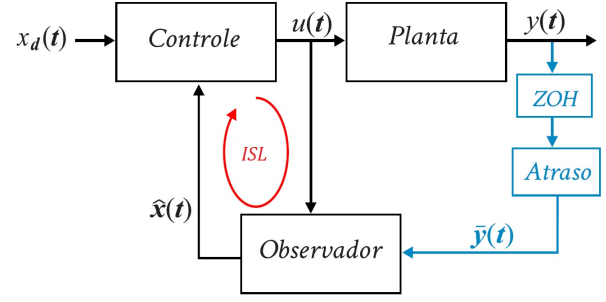 x_d(t)
Controle
u(t)
Planta
y(t)
ZOH
ISL
Atraso
x̂(t)
Observador
ȳ(t)